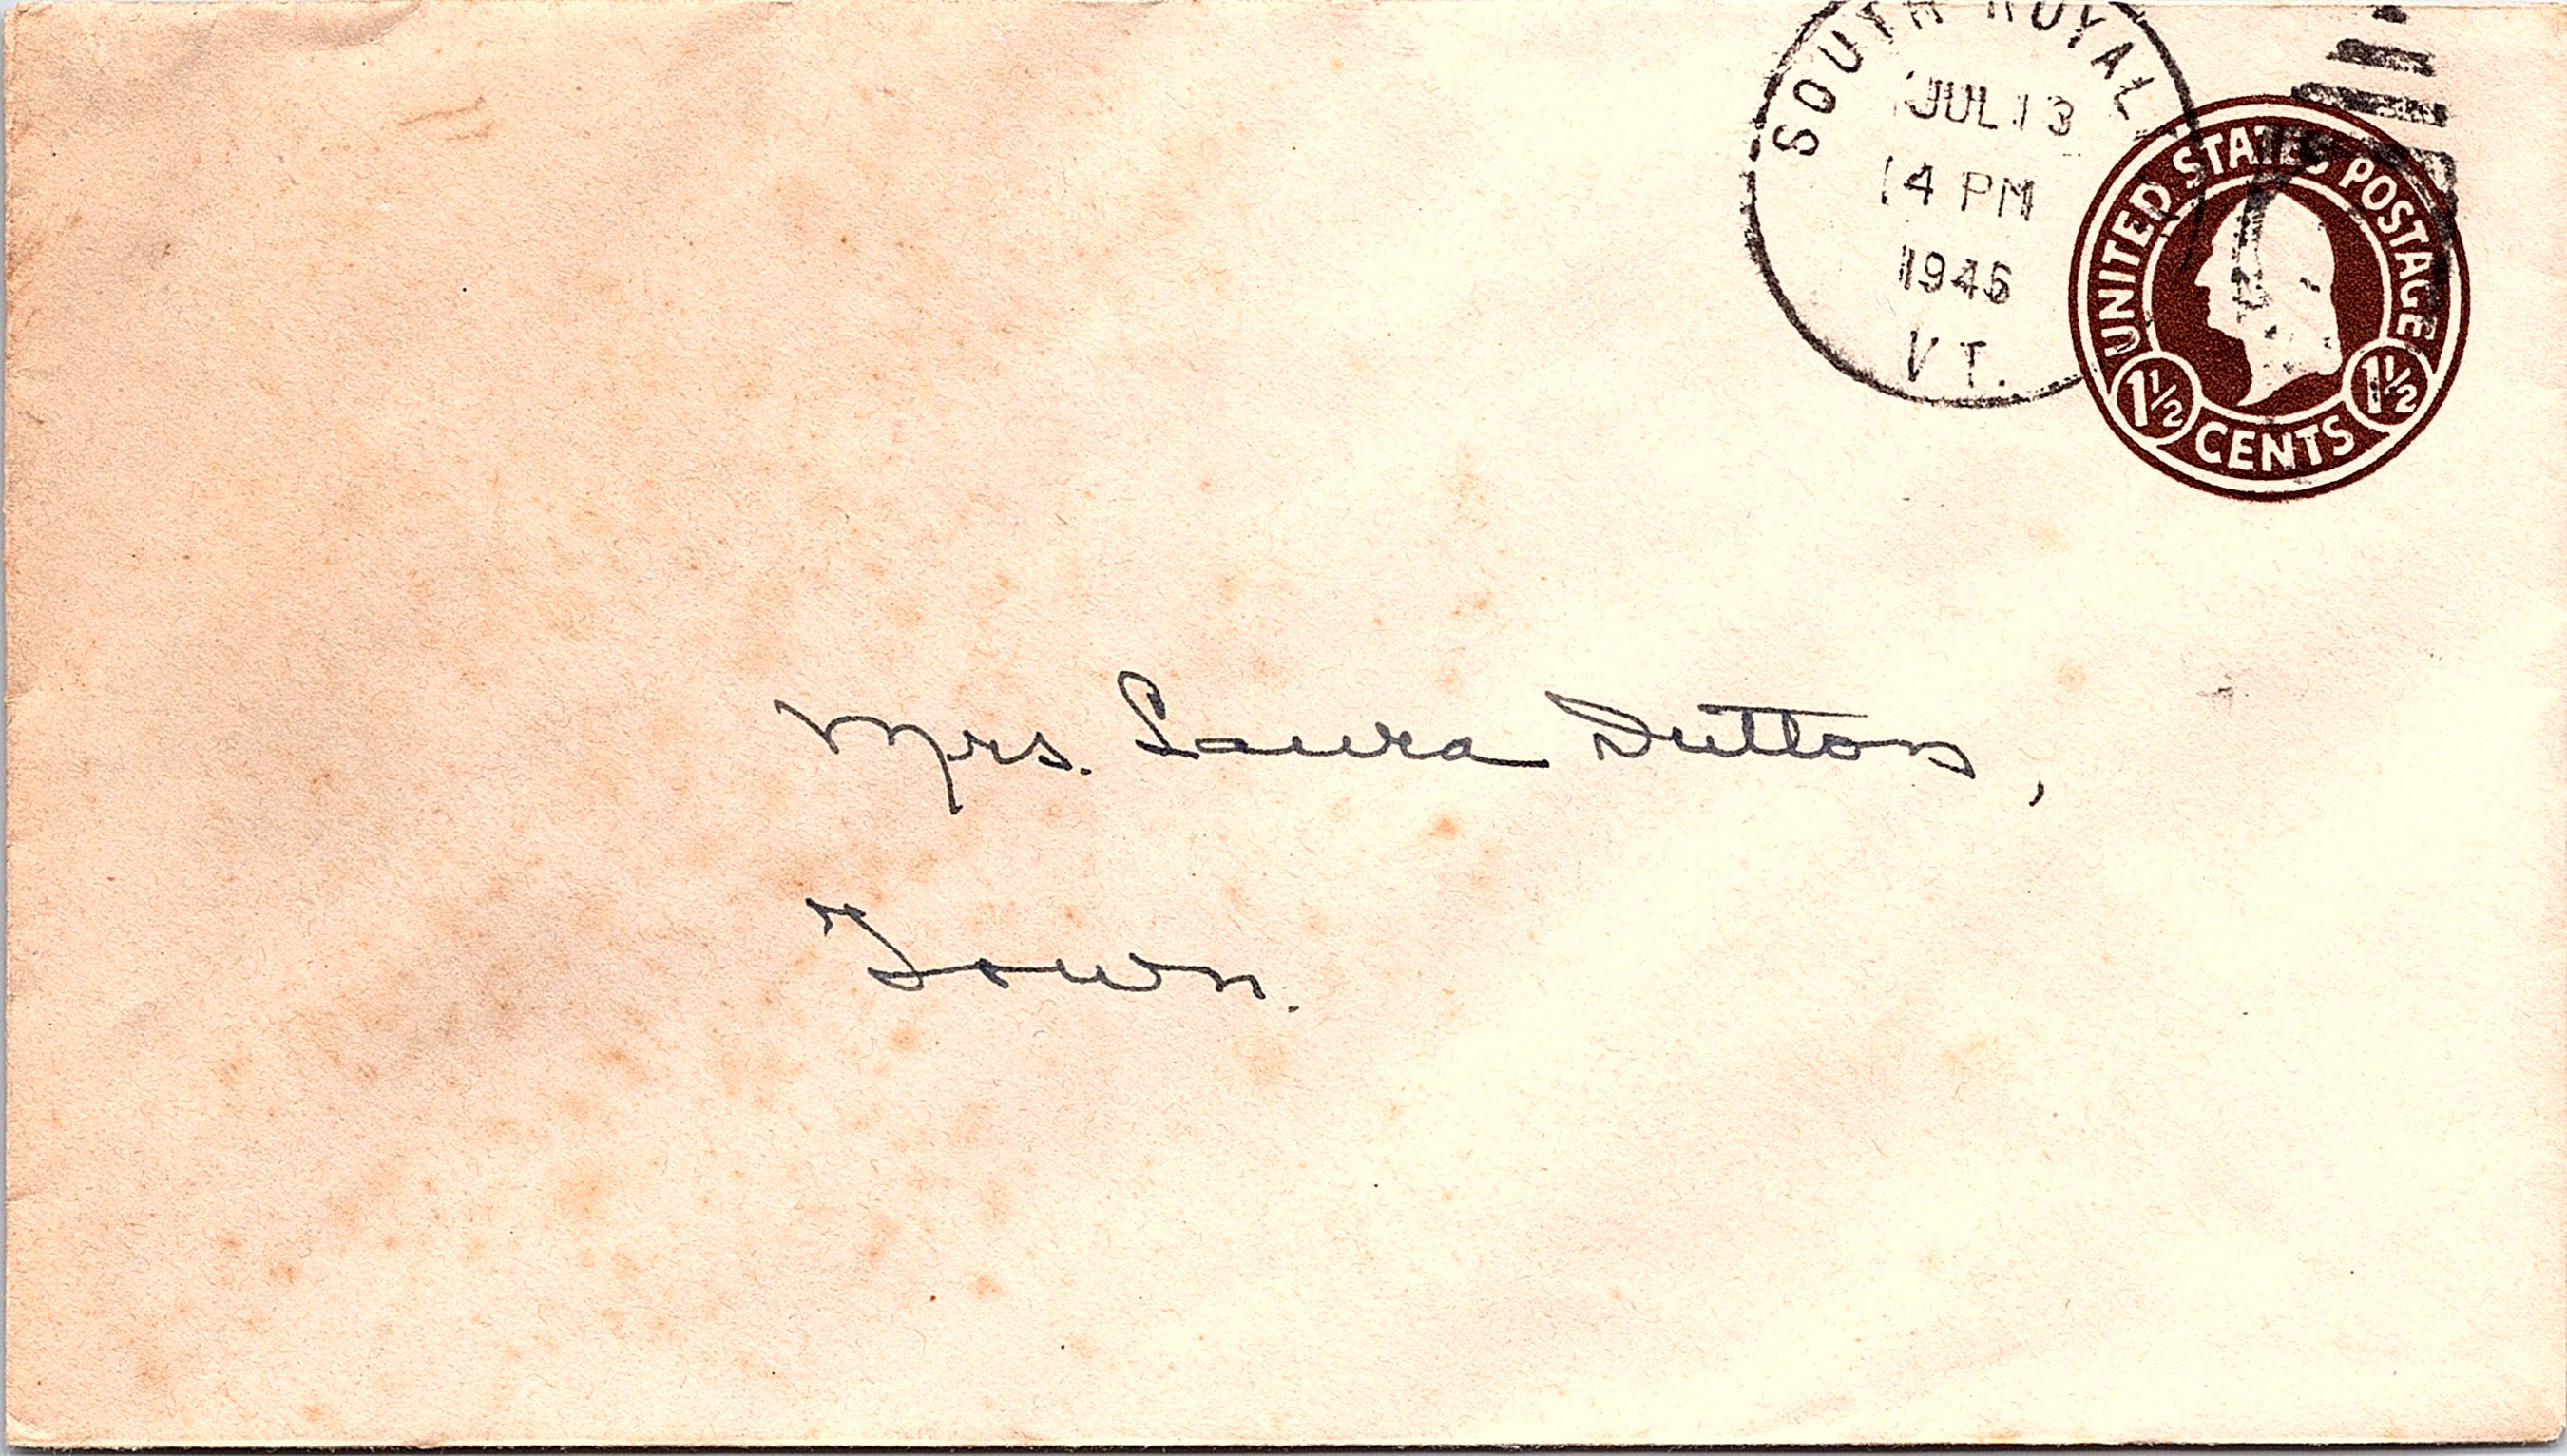 SOUTH ROYAL
JUL 13
4 PM
1945
VT.
UNITED STATES POSTAGE
1½ CENTS 1½
Mrs. Laura Dutton,
Town.